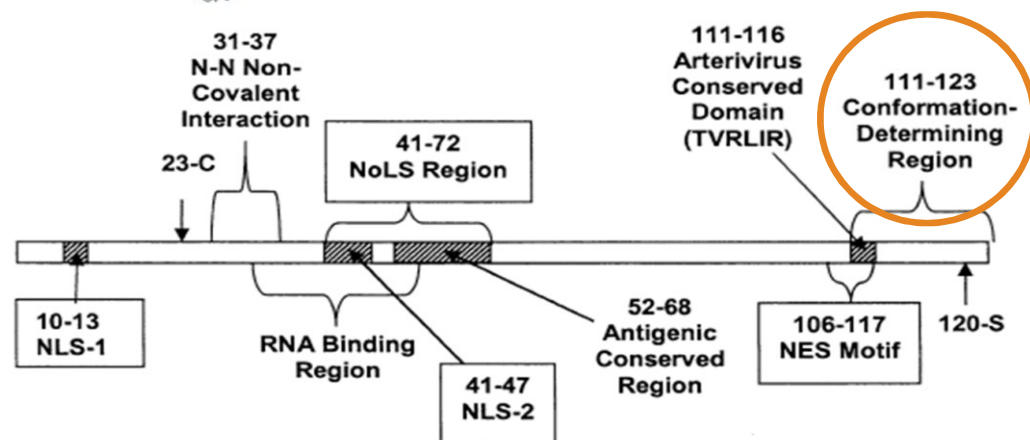 31-37
N-N Non-
Covalent
Interaction
111-116
Arterivirus
Conserved
Domain
(TVRLIR)
111-123
Conformation-
Determining
Region
23-C
41-72
NoLS Region
10-13
NLS-1
RNA Binding
Region
41-47
NLS-2
52-68
Antigenic
Conserved
Region
106-117
NES Motif
120-S